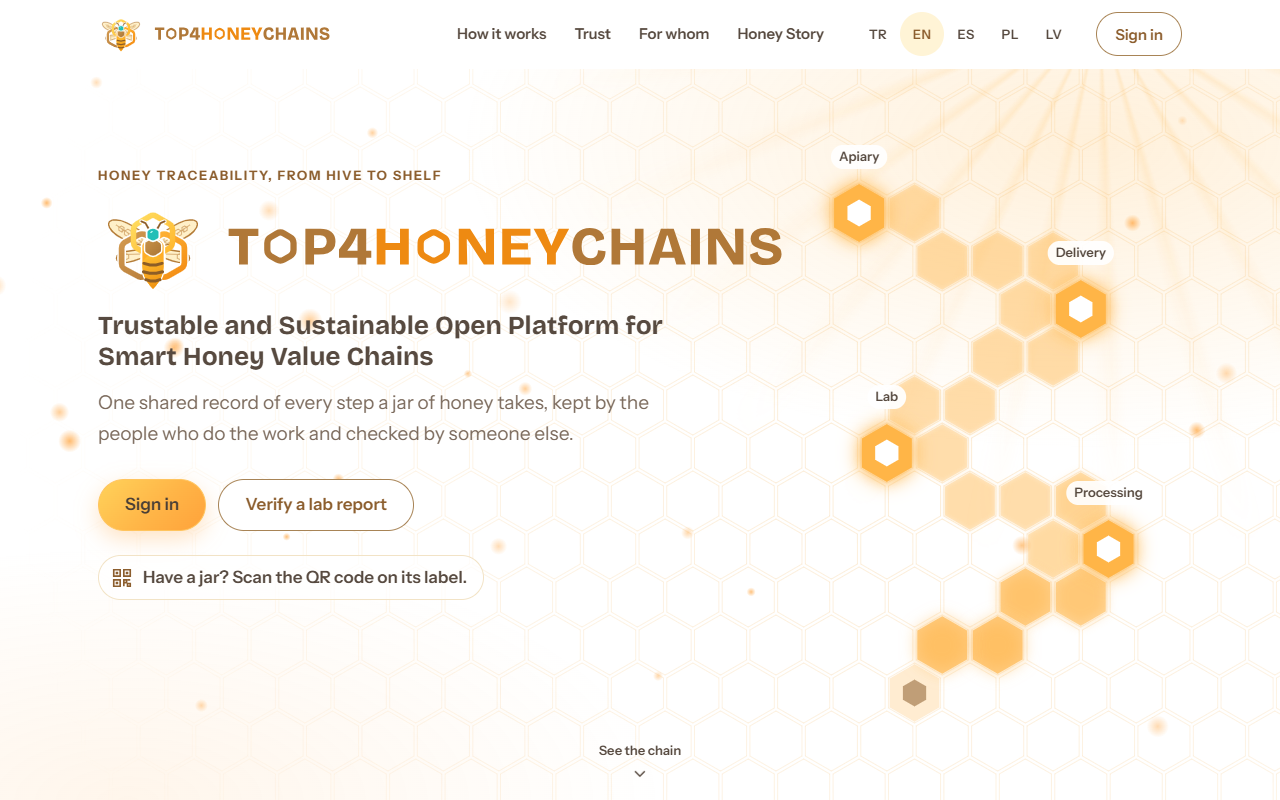 TOP4HONEYCHAINS
How it works
Trust
For whom
Honey Story
TR
EN
ES
PL
LV
Sign in
HONEY TRACEABILITY, FROM HIVE TO SHELF
TOP4HONEYCHAINS
Trustable and Sustainable Open Platform for
Smart Honey Value Chains
One shared record of every step a jar of honey takes, kept by the
people who do the work and checked by someone else.
Sign in
Verify a lab report
Have a jar? Scan the QR code on its label.
Apiary
Delivery
Lab
Processing
See the chain